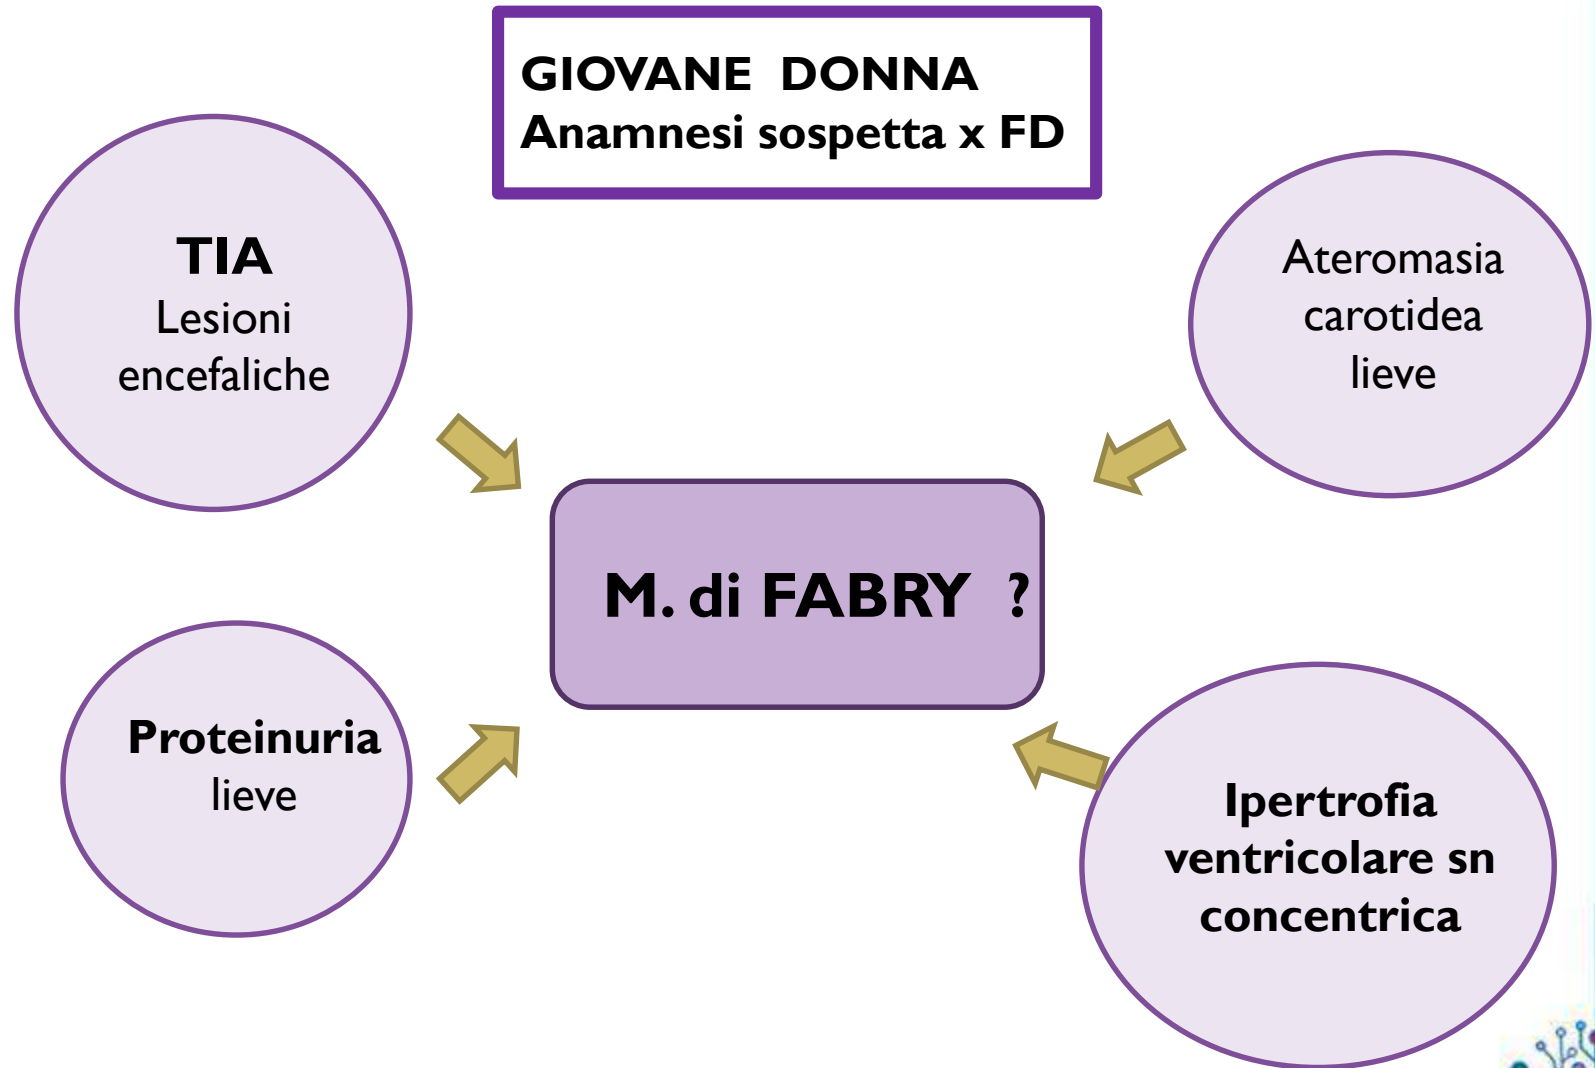 GIOVANE DONNA
Anamnesi sospetta x FD
TIA
Lesioni
encefaliche
Ateromasia
carotidea
lieve
M. di FABRY ?
Proteinuria
lieve
Ipertrofia
ventricolare sn
concentrica